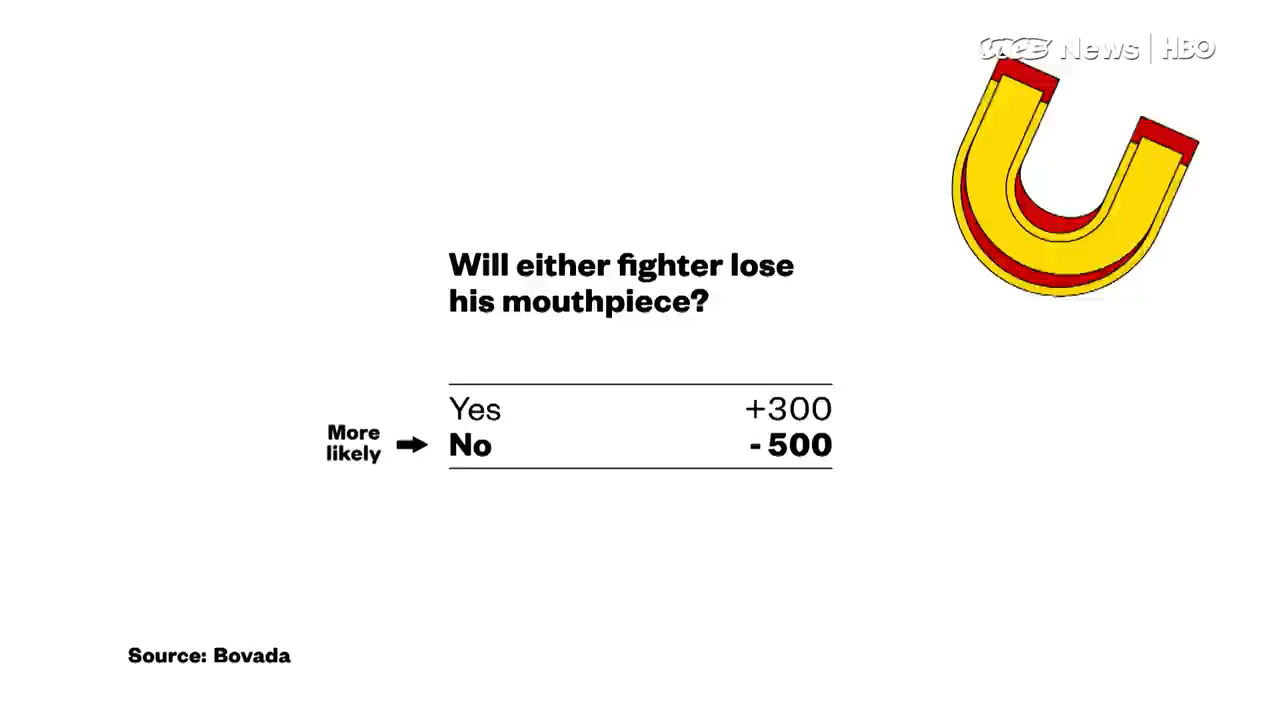 VICE News | HBO
Will either fighter lose
his mouthpiece?
Yes +300
More
likely
No - 500
Source: Bovada